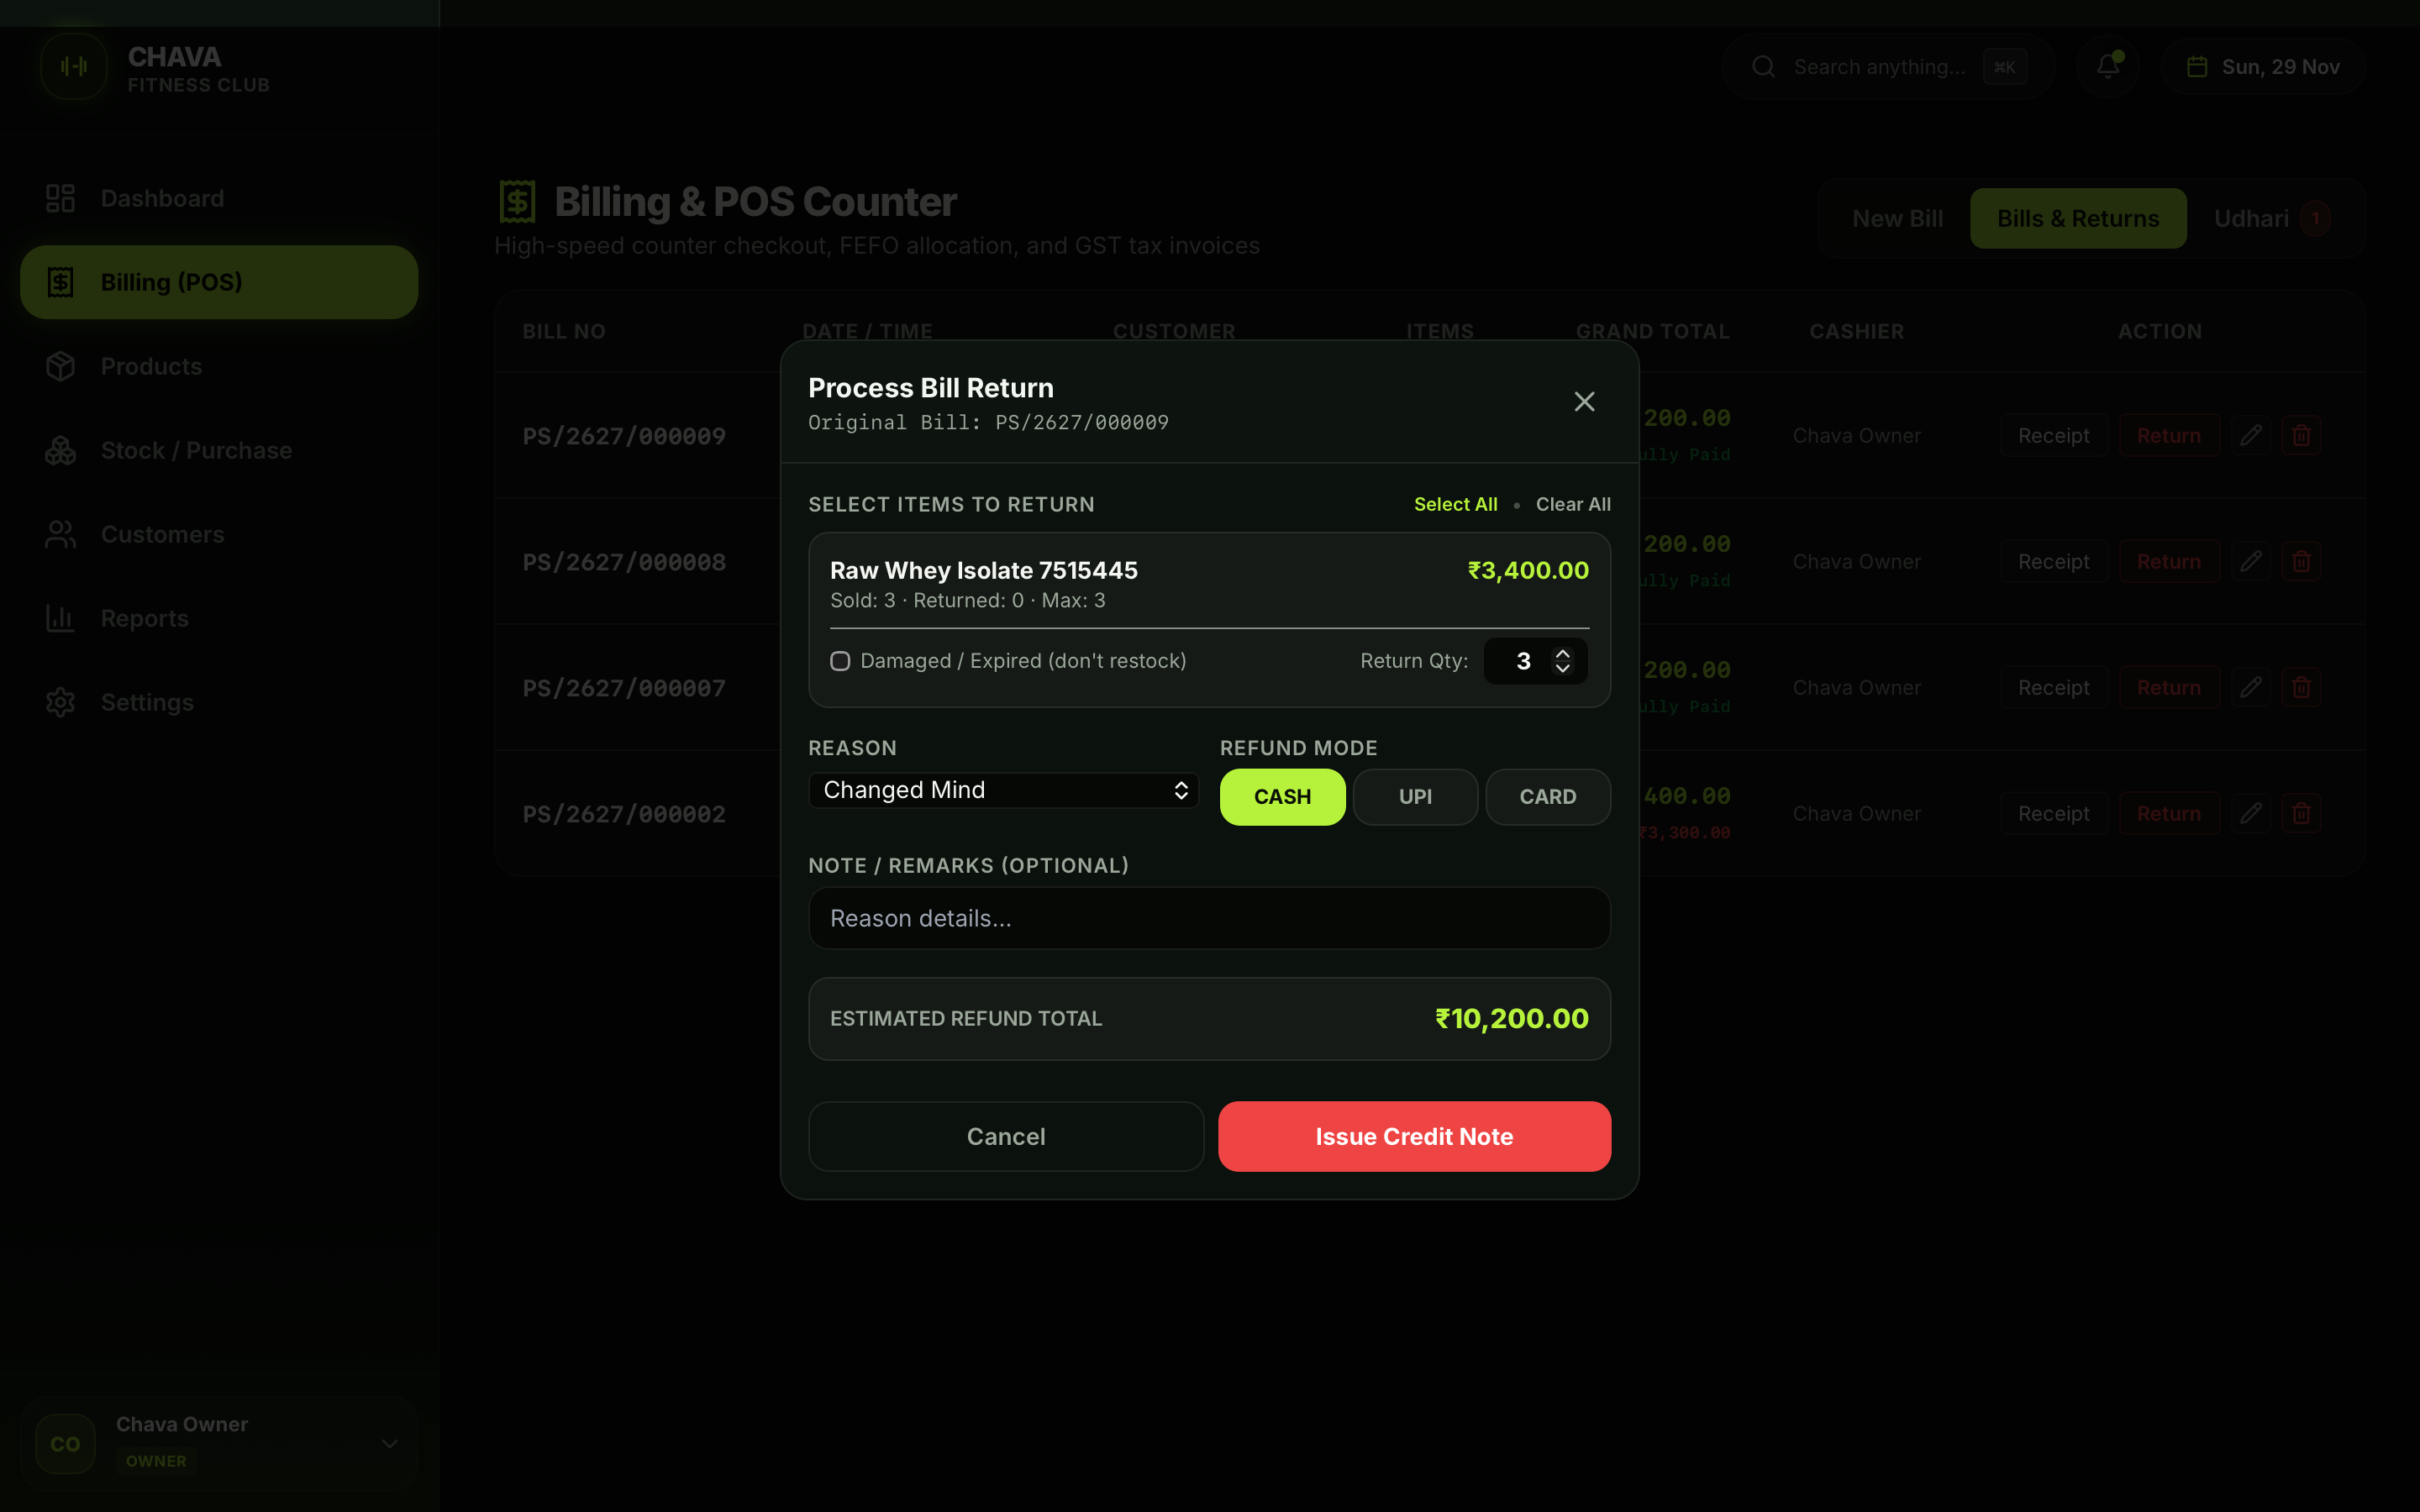 CHAVA
FITNESS CLUB
Search anything... ⌘K
Sun, 29 Nov
Dashboard
Billing (POS)
Products
Stock / Purchase
Customers
Reports
Settings
Billing & POS Counter
High-speed counter checkout, FEFO allocation, and GST tax invoices
New Bill Bills & Returns Udhari 1
BILL NO DATE / TIME CUSTOMER ITEMS GRAND TOTAL CASHIER ACTION
PS/2627/000009 200.00 Chava Owner Receipt Return
Paid
PS/2627/000008 200.00 Chava Owner Receipt Return
Paid
PS/2627/000007 200.00 Chava Owner Receipt Return
Paid
PS/2627/000002 400.00 Chava Owner Receipt Return
₹3,300.00
Process Bill Return
Original Bill: PS/2627/000009
SELECT ITEMS TO RETURN Select All • Clear All
Raw Whey Isolate 7515445 ₹3,400.00
Sold: 3 · Returned: 0 · Max: 3
Damaged / Expired (don't restock) Return Qty: 3
REASON
Changed Mind
REFUND MODE
CASH UPI CARD
NOTE / REMARKS (OPTIONAL)
Reason details...
ESTIMATED REFUND TOTAL ₹10,200.00
Cancel Issue Credit Note
CO
Chava Owner
OWNER